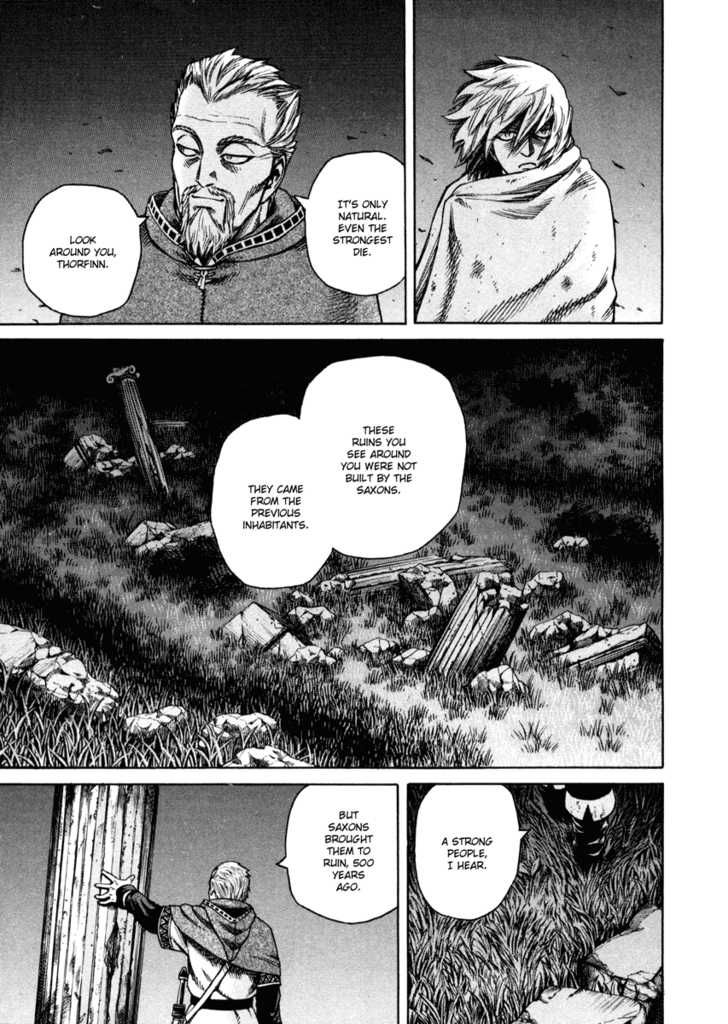 IT'S ONLY
NATURAL.
EVEN THE
STRONGEST
DIE.
LOOK
AROUND YOU,
THORFINN.
THESE
RUINS YOU
SEE AROUND
YOU WERE NOT
BUILT BY THE
SAXONS.
THEY CAME
FROM THE
PREVIOUS
INHABITANTS.
A STRONG
PEOPLE,
I HEAR.
BUT
SAXONS
BROUGHT
THEM TO
RUIN, 500
YEARS
AGO.